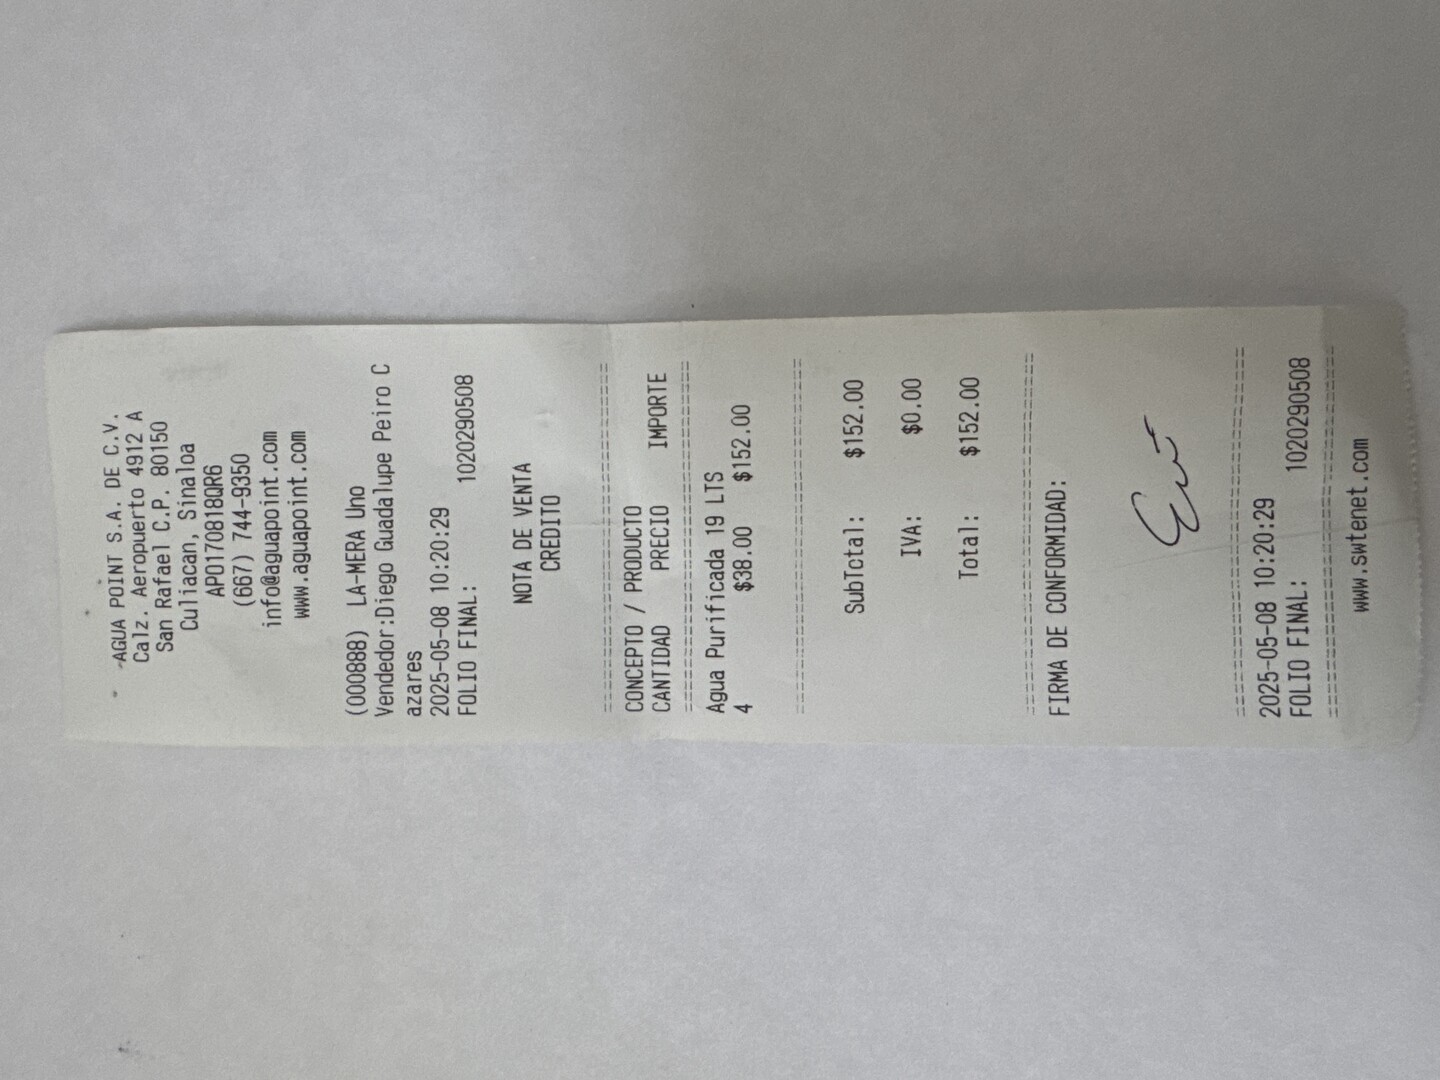 AGUA POINT S.A. DE C.V.
Calz. Aeropuerto 4912 A
San Rafael C.P. 80150
Culiacan, Sinaloa
APO170818QR6
(667) 744-9350
info@aguapoint.com
www.aguapoint.com
(000888) LA-MERA Uno
Vendedor:Diego Guadalupe Peiro C
azares
2025-05-08 10:20:29
FOLIO FINAL: 1020290508
NOTA DE VENTA
CREDITO
CONCEPTO / PRODUCTO
CANTIDAD PRECIO IMPORTE
Agua Purificada 19 LTS
4 $38.00 $152.00
SubTotal: $152.00
IVA: $0.00
Total: $152.00
FIRMA DE CONFORMIDAD:
2025-05-08 10:20:29
FOLIO FINAL: 1020290508
www.swtenet.com